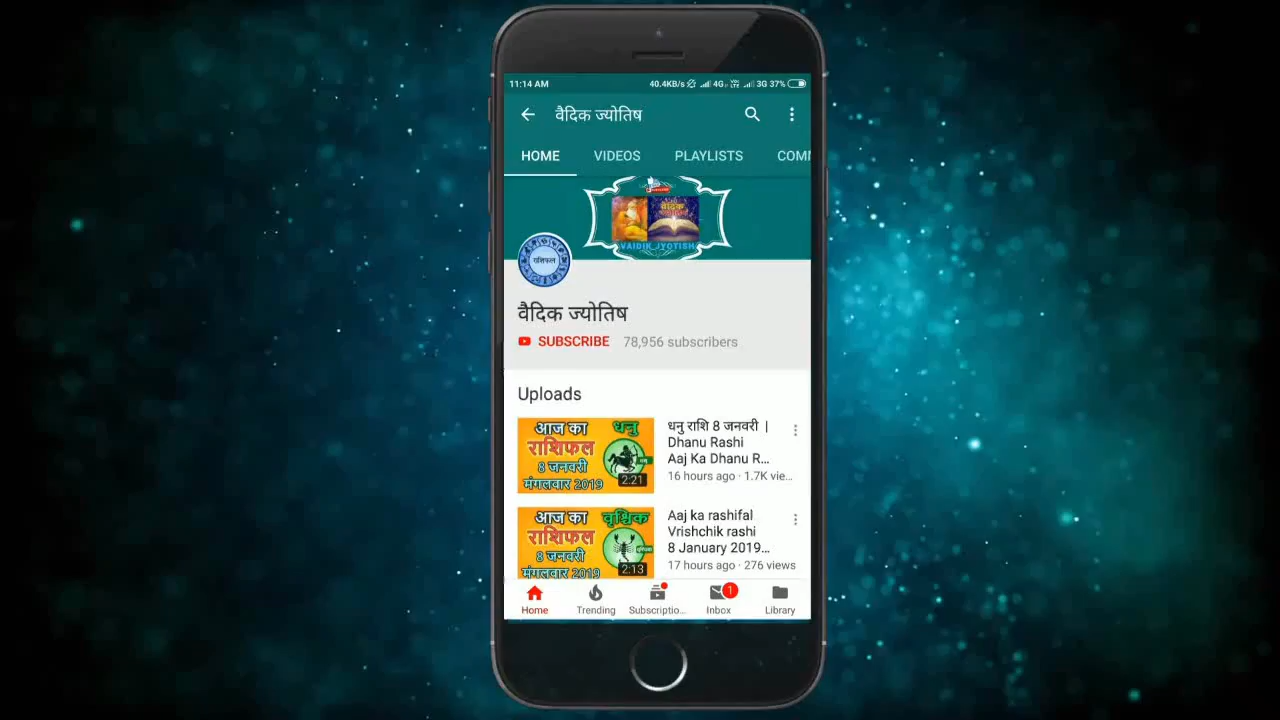 11:14 AM
40.4KB/s 4G 3G 37%
वैदिक ज्योतिष
HOME VIDEOS PLAYLISTS COMM
वैदिक
VAIDIK JYOTISH
राशिफल
वैदिक ज्योतिष
SUBSCRIBE 78,956 subscribers
Uploads
आज का धनु
राशिफल
8 जनवरी
मंगलवार 2019
2:21
धनु राशि 8 जनवरी |
Dhanu Rashi
Aaj Ka Dhanu R...
16 hours ago · 1.7K vie...
आज का वृश्चिक
राशिफल
8 जनवरी
मंगलवार 2019
2:13
Aaj ka rashifal
Vrishchik rashi
8 January 2019...
17 hours ago · 276 views
1
Home Trending Subscriptio... Inbox Library